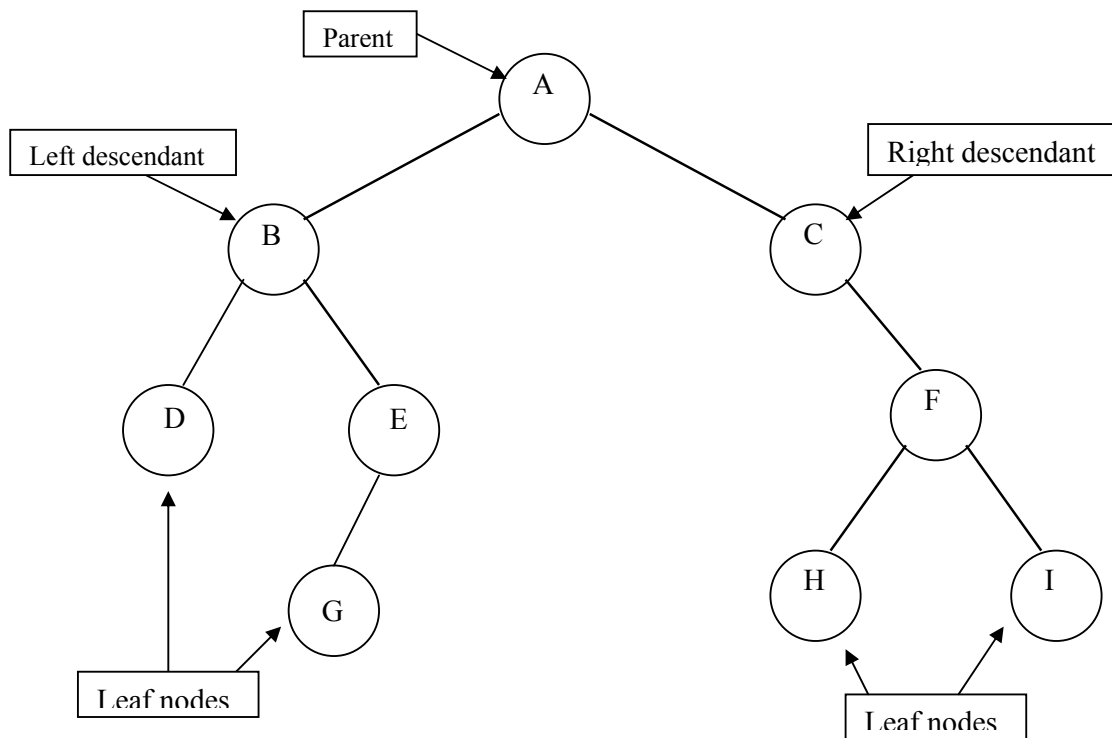 Parent
A
Left descendant
Right descendant
B
C
D
E
F
G
H
I
Leaf nodes
Leaf nodes